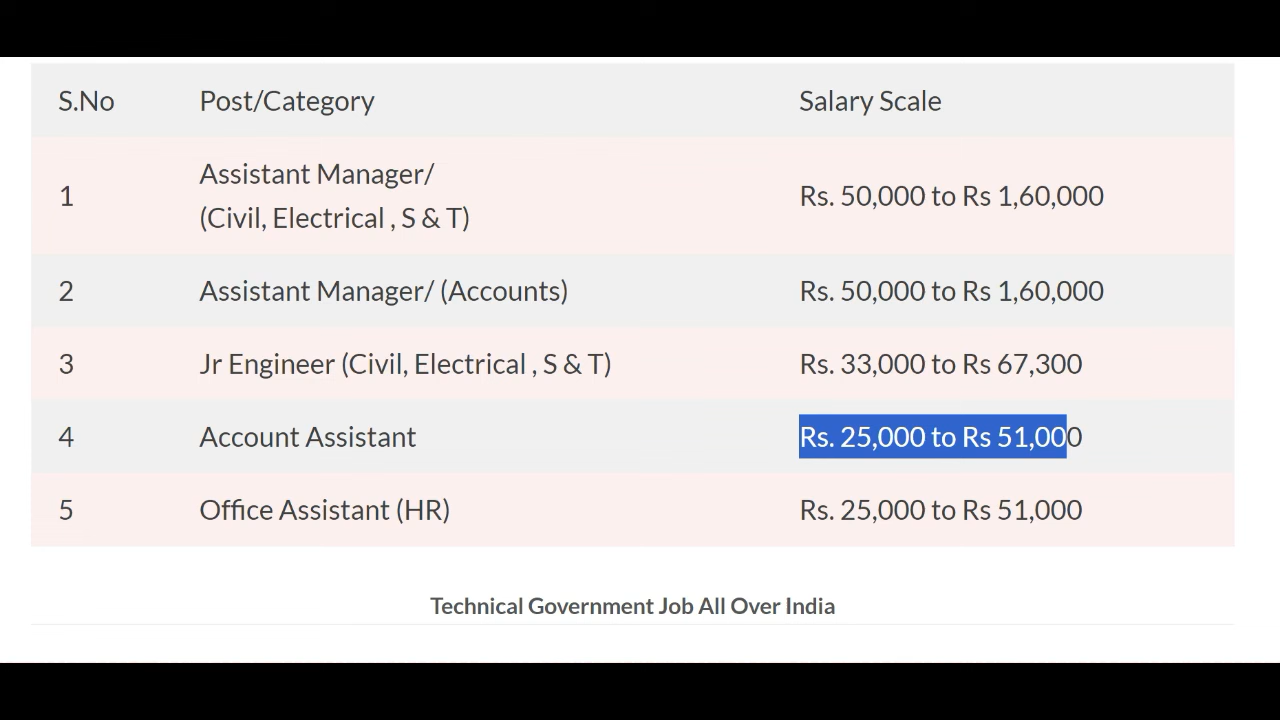 S.No Post/Category Salary Scale
1 Assistant Manager/
(Civil, Electrical , S & T) Rs. 50,000 to Rs 1,60,000
2 Assistant Manager/ (Accounts) Rs. 50,000 to Rs 1,60,000
3 Jr Engineer (Civil, Electrical , S & T) Rs. 33,000 to Rs 67,300
4 Account Assistant Rs. 25,000 to Rs 51,000
5 Office Assistant (HR) Rs. 25,000 to Rs 51,000
Technical Government Job All Over India